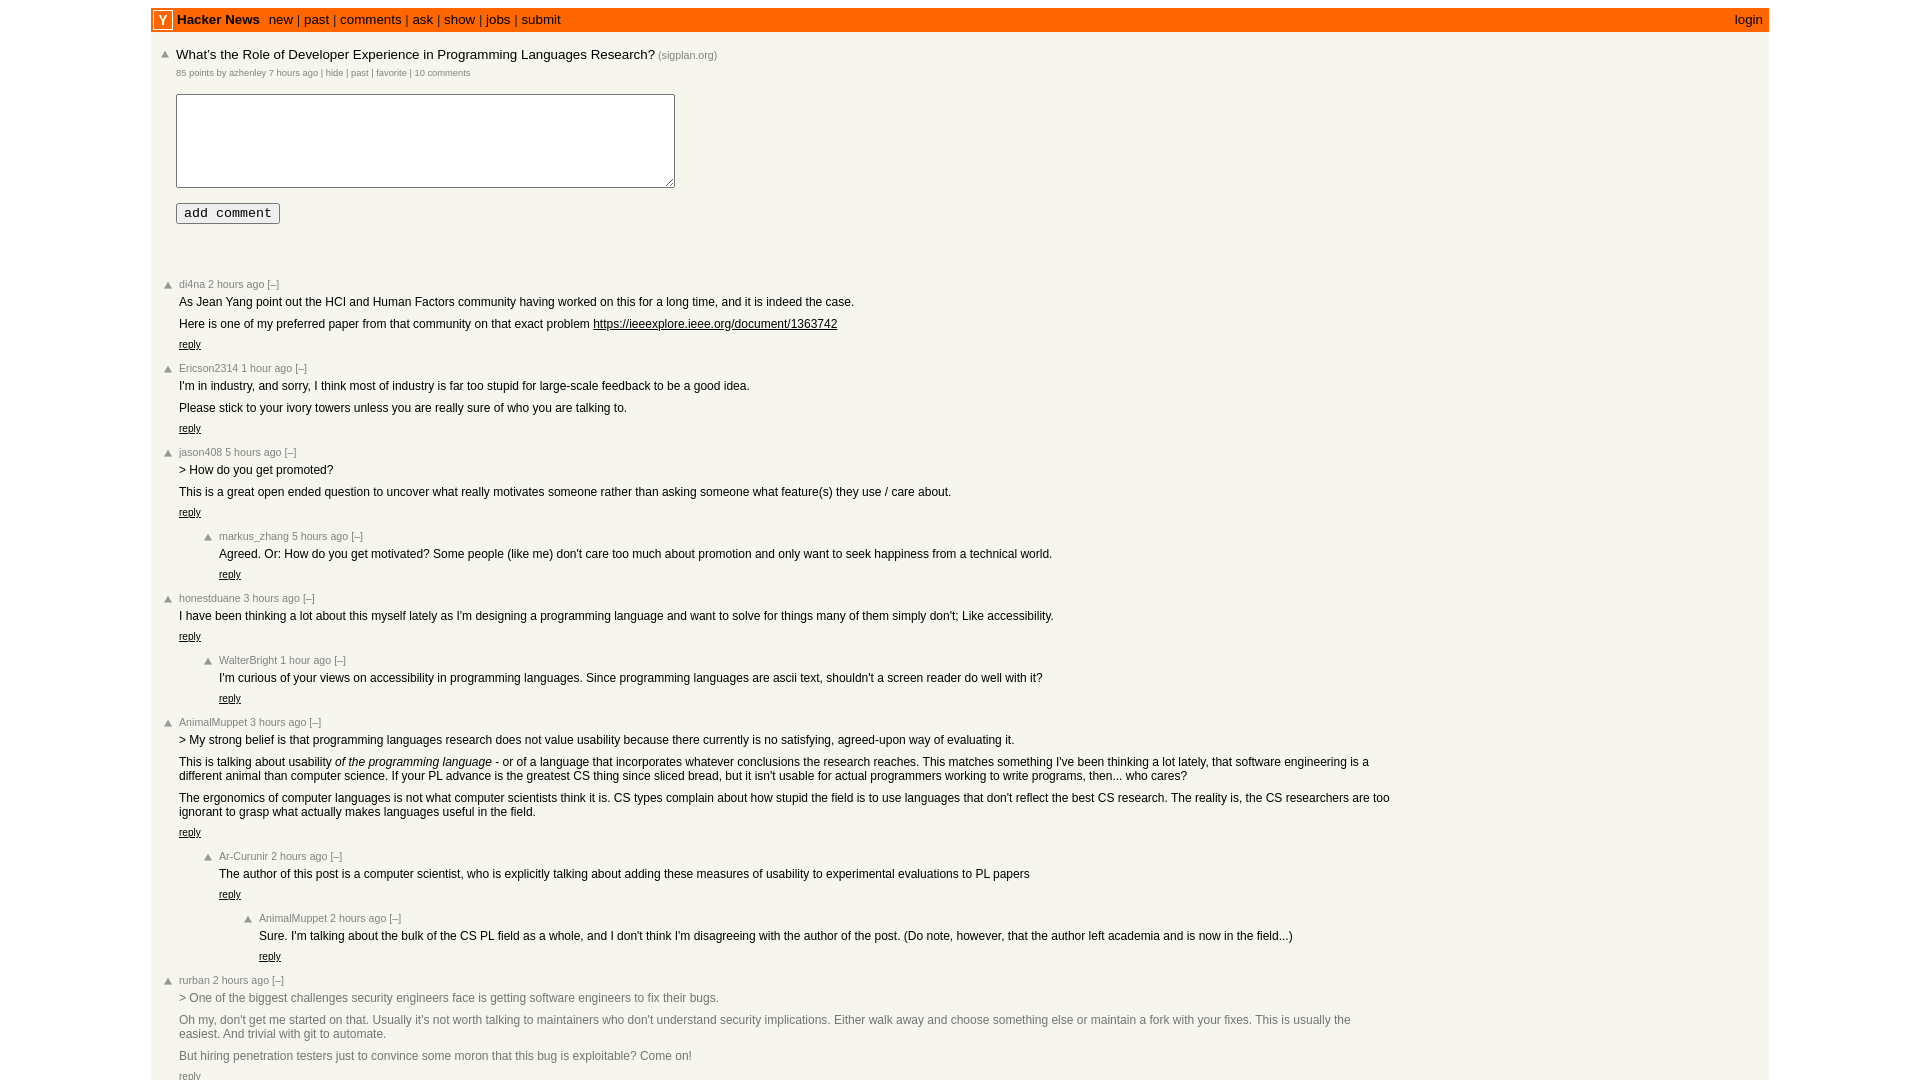 Y Hacker News new | past | comments | ask | show | jobs | submit login
What's the Role of Developer Experience in Programming Languages Research? (sigplan.org)
85 points by azhenley 7 hours ago | hide | past | favorite | 10 comments
add comment
di4na 2 hours ago [–]
As Jean Yang point out the HCI and Human Factors community having worked on this for a long time, and it is indeed the case.
Here is one of my preferred paper from that community on that exact problem https://ieeexplore.ieee.org/document/1363742
reply
Ericson2314 1 hour ago [–]
I'm in industry, and sorry, I think most of industry is far too stupid for large-scale feedback to be a good idea.
Please stick to your ivory towers unless you are really sure of who you are talking to.
reply
jason408 5 hours ago [–]
> How do you get promoted?
This is a great open ended question to uncover what really motivates someone rather than asking someone what feature(s) they use / care about.
reply
markus_zhang 5 hours ago [–]
Agreed. Or: How do you get motivated? Some people (like me) don't care too much about promotion and only want to seek happiness from a technical world.
reply
honestduane 3 hours ago [–]
I have been thinking a lot about this myself lately as I'm designing a programming language and want to solve for things many of them simply don't; Like accessibility.
reply
WalterBright 1 hour ago [–]
I'm curious of your views on accessibility in programming languages. Since programming languages are ascii text, shouldn't a screen reader do well with it?
reply
AnimalMuppet 3 hours ago [–]
> My strong belief is that programming languages research does not value usability because there currently is no satisfying, agreed-upon way of evaluating it.
This is talking about usability of the programming language - or of a language that incorporates whatever conclusions the research reaches. This matches something I've been thinking a lot lately, that software engineering is a
different animal than computer science. If your PL advance is the greatest CS thing since sliced bread, but it isn't usable for actual programmers working to write programs, then... who cares?
The ergonomics of computer languages is not what computer scientists think it is. CS types complain about how stupid the field is to use languages that don't reflect the best CS research. The reality is, the CS researchers are too
ignorant to grasp what actually makes languages useful in the field.
reply
Ar-Curunir 2 hours ago [–]
The author of this post is a computer scientist, who is explicitly talking about adding these measures of usability to experimental evaluations to PL papers
reply
AnimalMuppet 2 hours ago [–]
Sure. I'm talking about the bulk of the CS PL field as a whole, and I don't think I'm disagreeing with the author of the post. (Do note, however, that the author left academia and is now in the field...)
reply
rurban 2 hours ago [–]
> One of the biggest challenges security engineers face is getting software engineers to fix their bugs.
Oh my, don't get me started on that. Usually it's not worth talking to maintainers who don't understand security implications. Either walk away and choose something else or maintain a fork with your fixes. This is usually the
easiest. And trivial with git to automate.
But hiring penetration testers just to convince some moron that this bug is exploitable? Come on!
reply